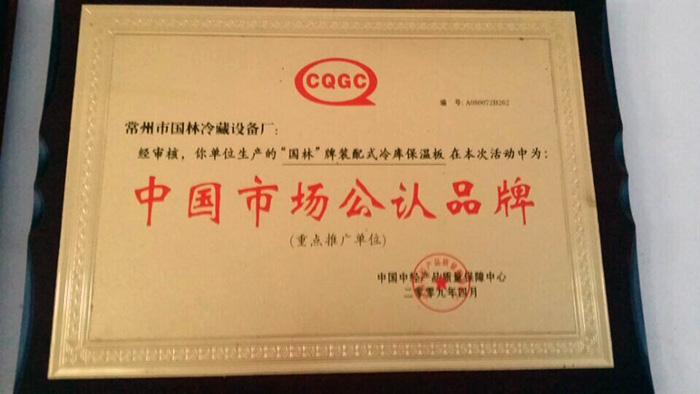 CQGC
编 号: A080072B262
常州市国林冷藏设备厂:
经审核,你单位生产的“国林”牌装配式冷库保温板 在本次活动中为:
中国市场公认品牌
(重点推广单位)
中国中轻产品质量保障中心
二零零九年四月